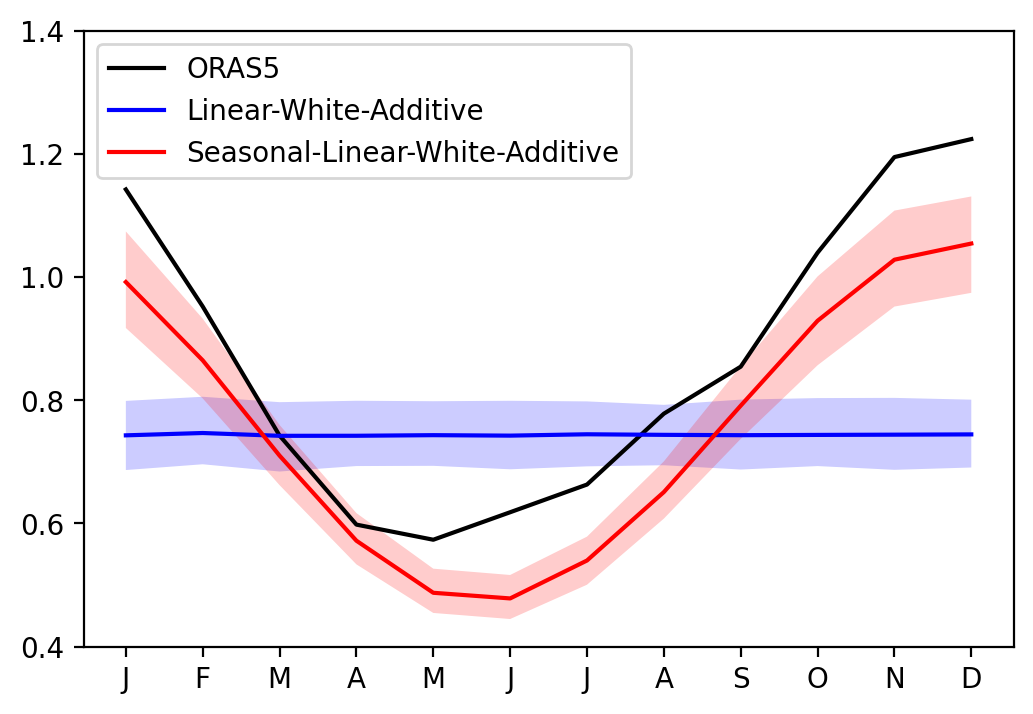 1.4
1.2
1.0
0.8
0.6
0.4
ORAS5
Linear-White-Additive
Seasonal-Linear-White-Additive
J F M A M J J A S O N D